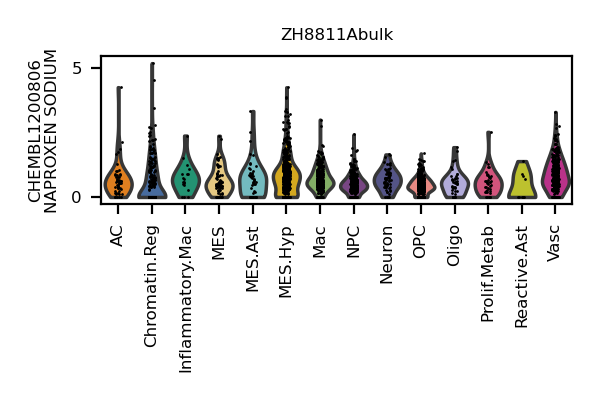 ZH8811Abulk
CHEMBL1200806
NAPROXEN SODIUM
5
0
AC
Chromatin.Reg
Inflammatory.Mac
MES
MES.Ast
MES.Hyp
Mac
NPC
Neuron
OPC
Oligo
Prolif.Metab
Reactive.Ast
Vasc